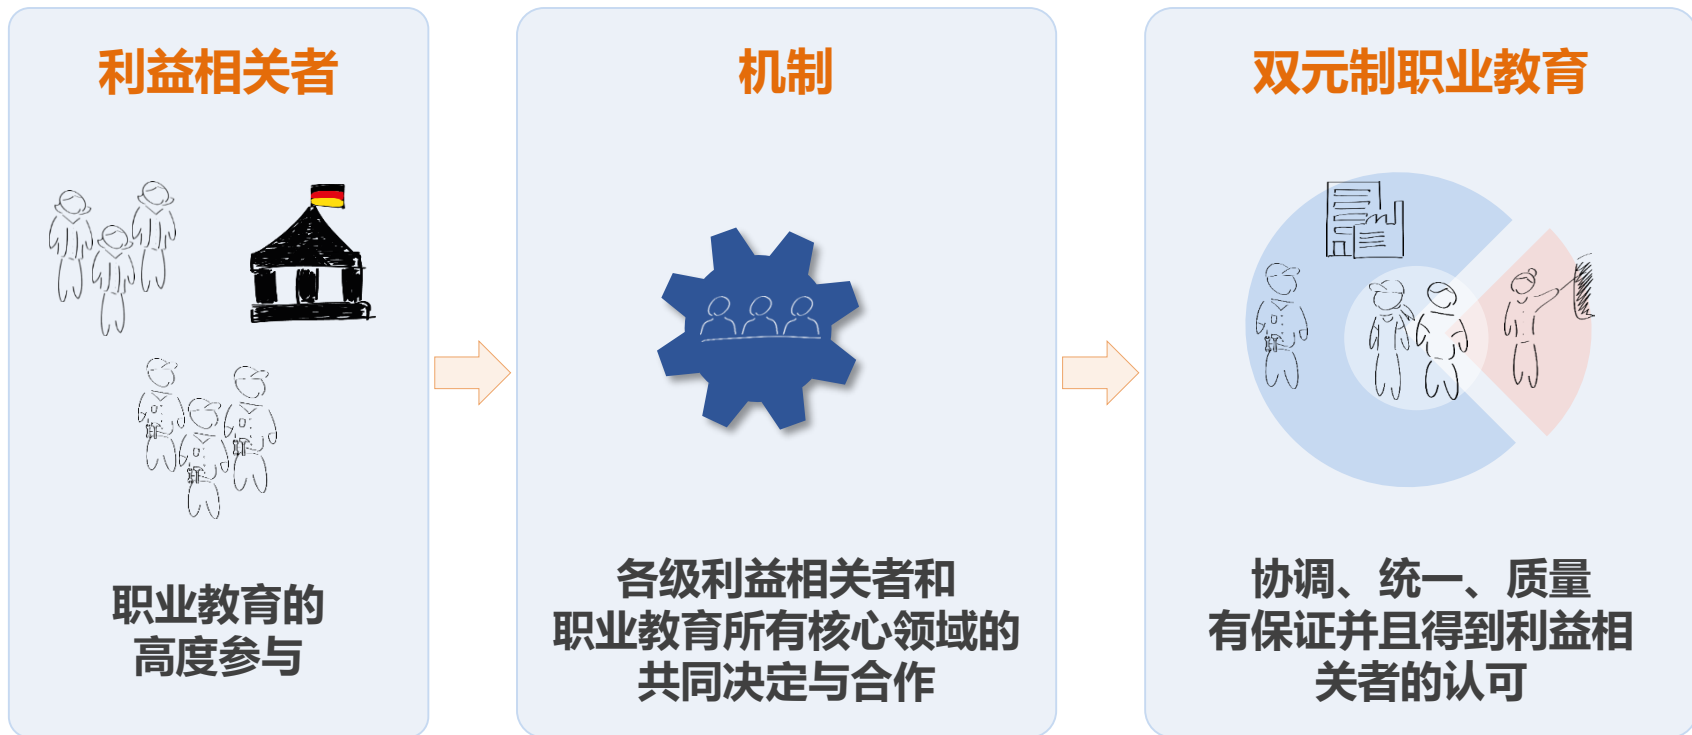 利益相关者
职业教育的
高度参与
机制
各级利益相关者和
职业教育所有核心领域的
共同决定与合作
双元制职业教育
协调、统一、质量
有保证并且得到利益相
关者的认可